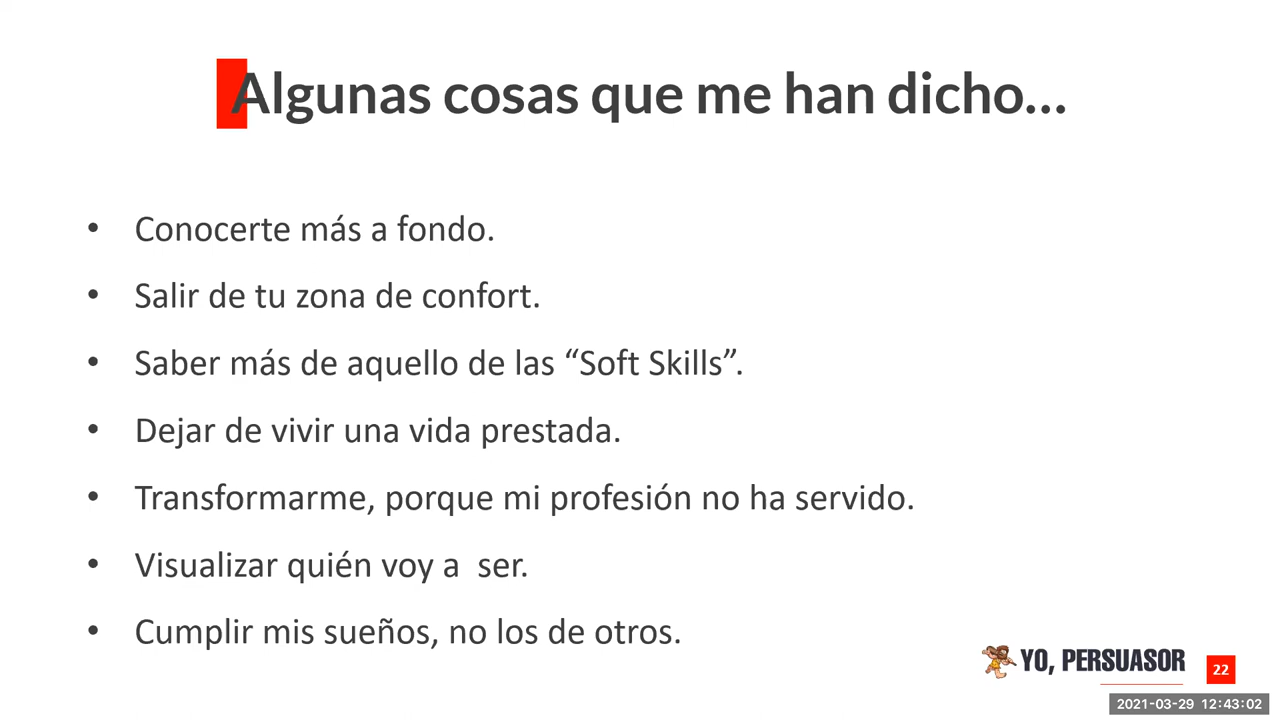 Algunas cosas que me han dicho...
• Conocerte más a fondo.
• Salir de tu zona de confort.
• Saber más de aquello de las “Soft Skills”.
• Dejar de vivir una vida prestada.
• Transformarme, porque mi profesión no ha servido.
• Visualizar quién voy a  ser.
• Cumplir mis sueños, no los de otros.
YO, PERSUASOR
22
2021-03-29 12:43:02